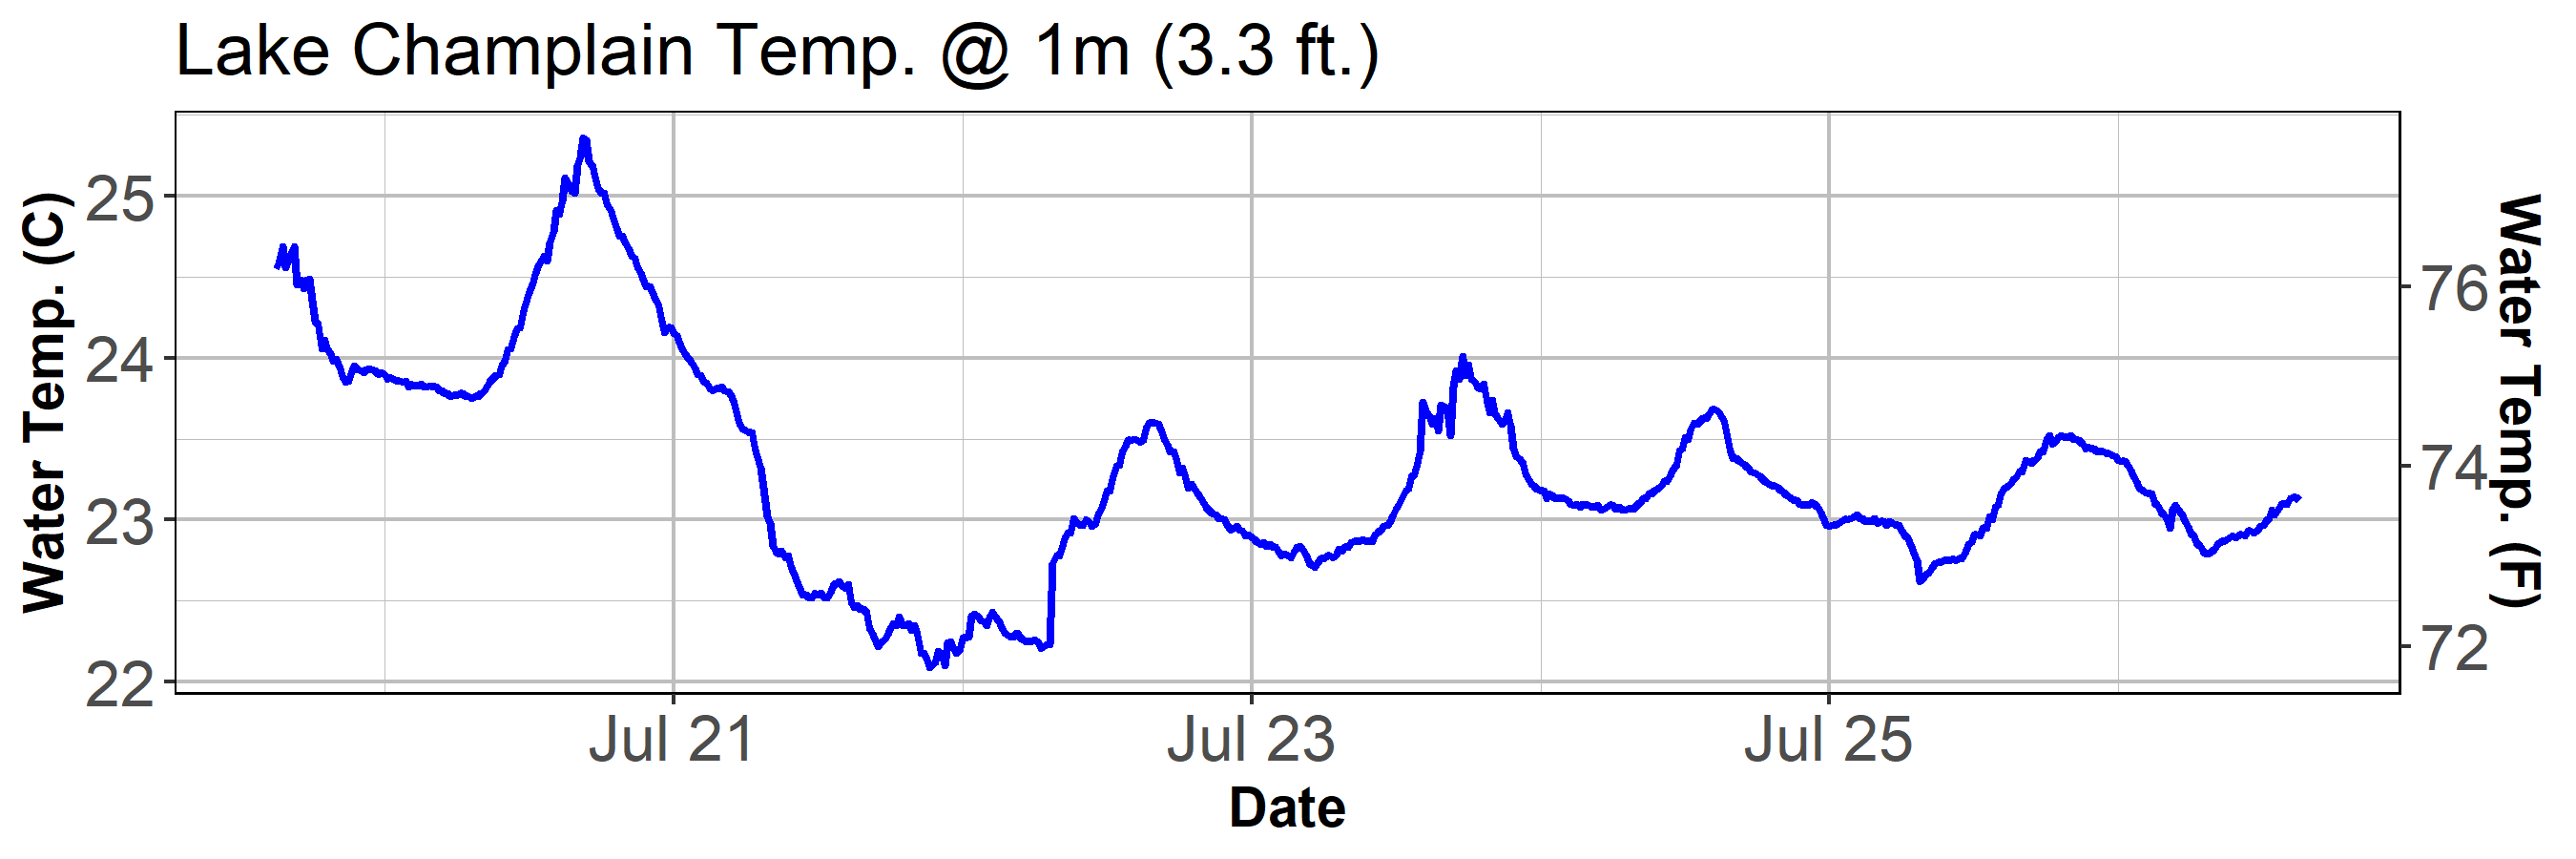 Lake Champlain Temp. @ 1m (3.3 ft.)
Water Temp. (C)
25
24
23
22
76
74
72
Water Temp. (F)
Jul 21
Jul 23
Jul 25
Date